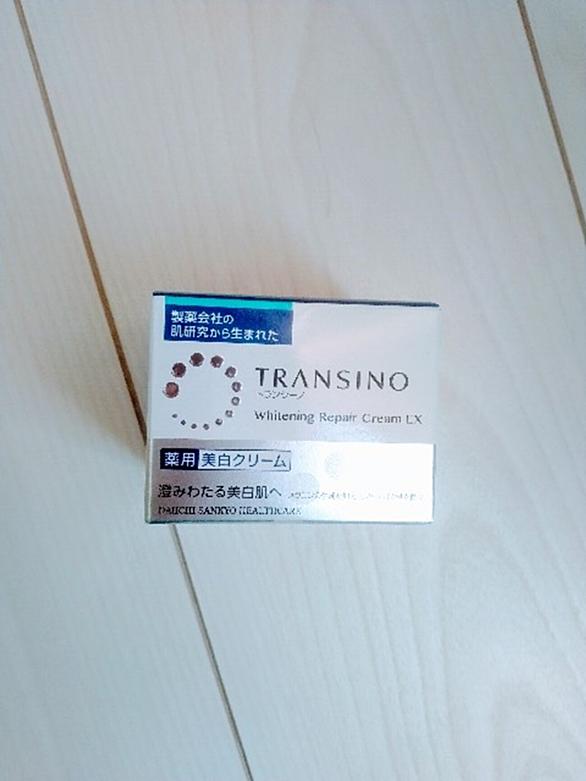 製薬会社の
肌研究から生まれた
TRANSINO
トランシーノ
Whitening Repair Cream EX
薬用 美白クリーム
澄みわたる美白肌へ
DAIICHI SANKYO HEALTHCARE